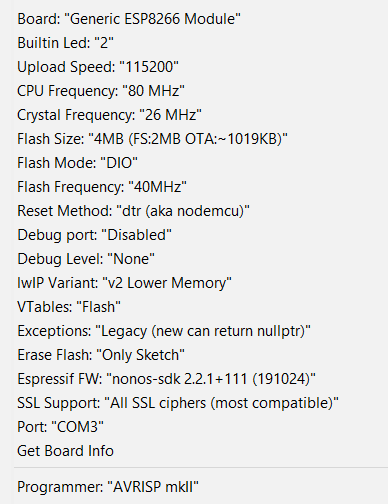 Board: "Generic ESP8266 Module"
Builtin Led: "2"
Upload Speed: "115200"
CPU Frequency: "80 MHz"
Crystal Frequency: "26 MHz"
Flash Size: "4MB (FS:2MB OTA:~1019KB)"
Flash Mode: "DIO"
Flash Frequency: "40MHz"
Reset Method: "dtr (aka nodemcu)"
Debug port: "Disabled"
Debug Level: "None"
lwIP Variant: "v2 Lower Memory"
VTables: "Flash"
Exceptions: "Legacy (new can return nullptr)"
Erase Flash: "Only Sketch"
Espressif FW: "nonos-sdk 2.2.1+111 (191024)"
SSL Support: "All SSL ciphers (most compatible)"
Port: "COM3"
Get Board Info
Programmer: "AVRISP mkII"